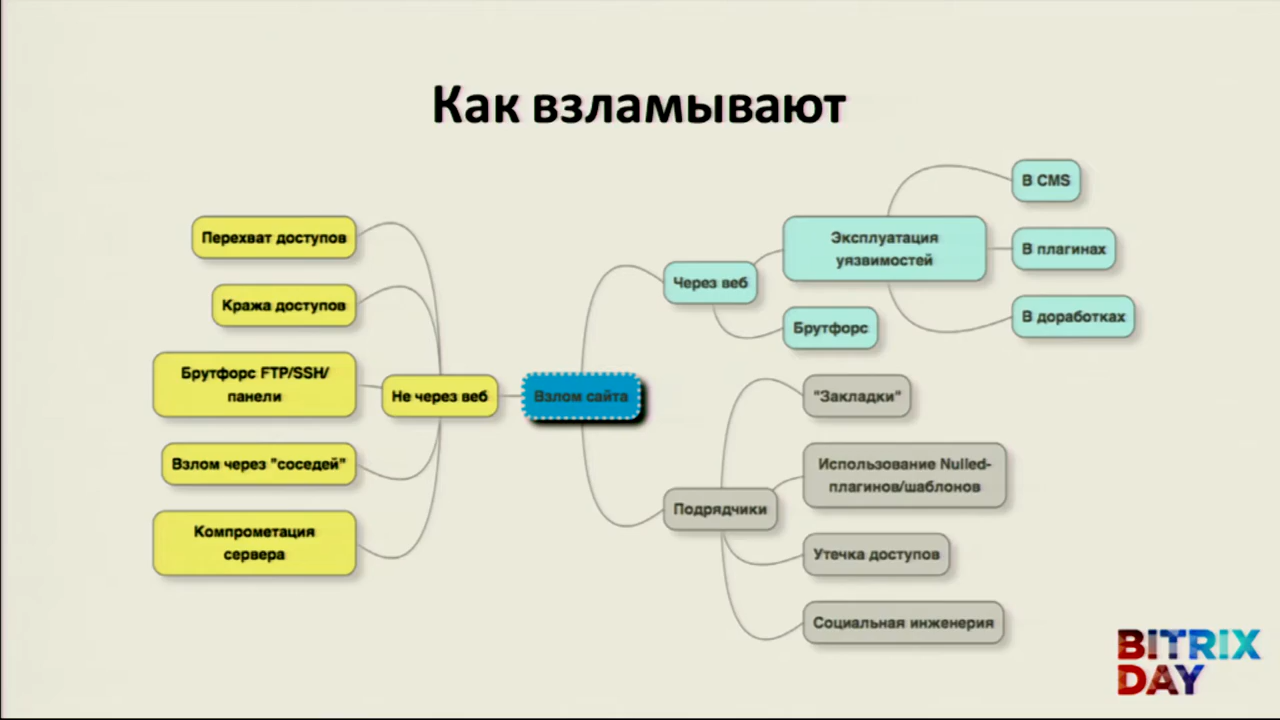 Как взламывают
Перехват доступов
Кража доступов
Брутфорс FTP/SSH/
панели
Взлом через "соседей"
Компрометация
сервера
Не через веб
Взлом сайта
Через веб
Эксплуатация
уязвимостей
Брутфорс
В CMS
В плагинах
В доработках
Подрядчики
"Закладки"
Использование Nulled-
плагинов/шаблонов
Утечка доступов
Социальная инженерия
BITRIX
DAY